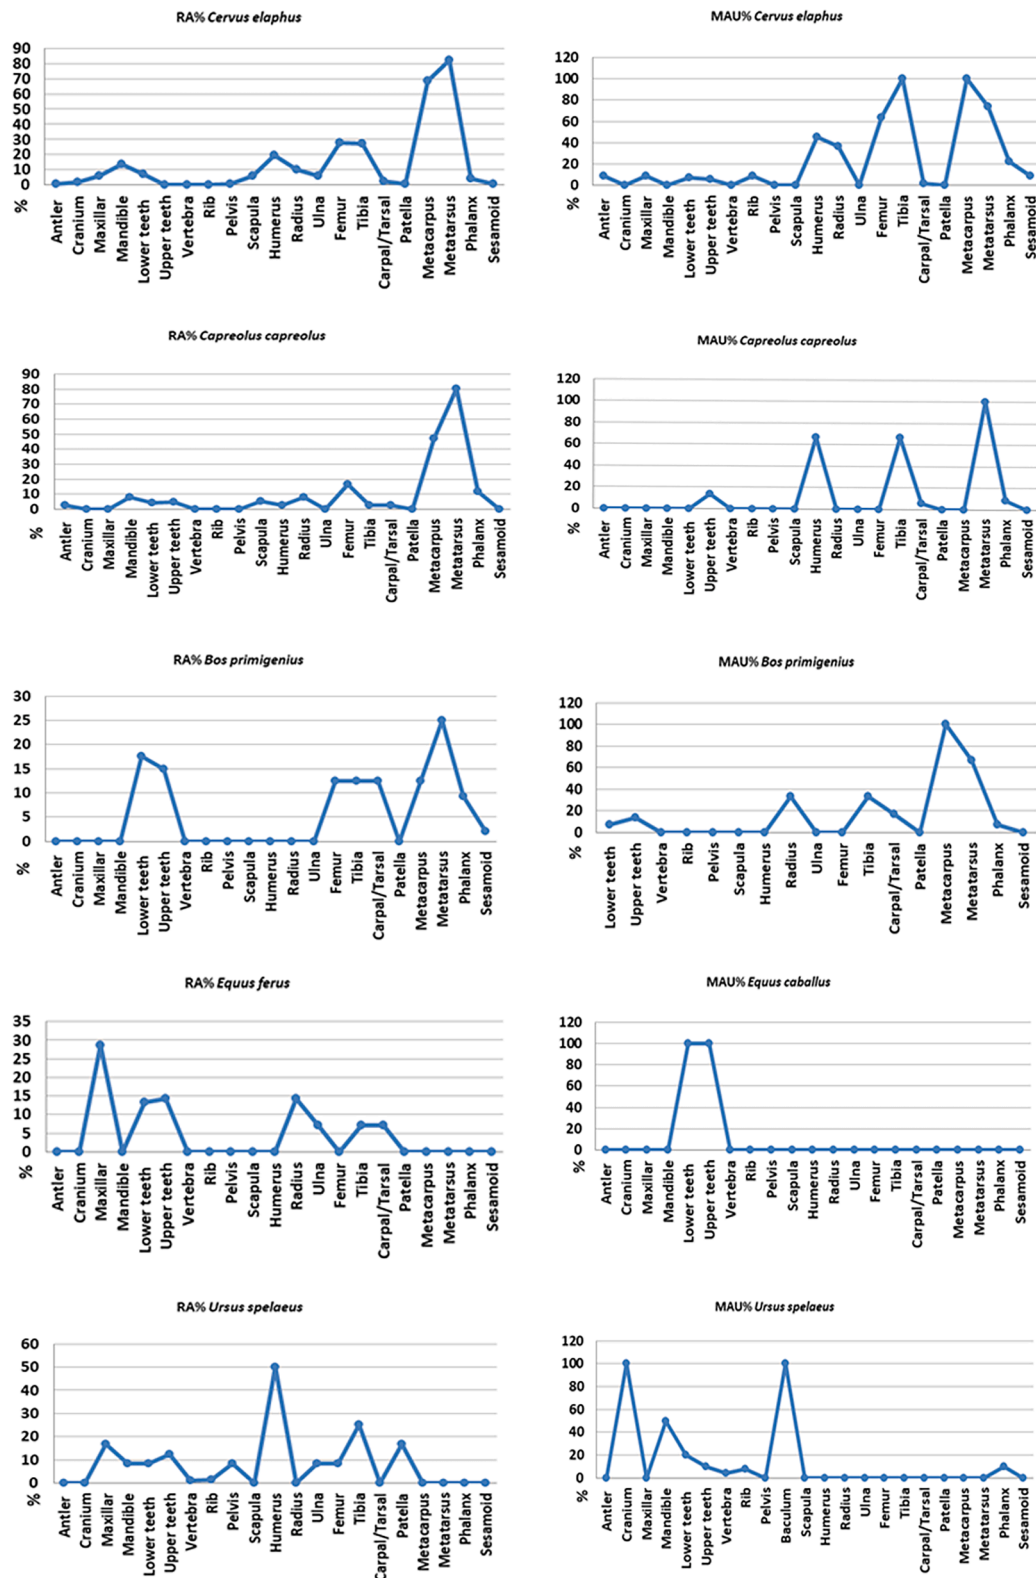 RA% Cervus elaphus
90
80
70
60
50
40
30
20
10
0
%
Antler
Cranium
Maxillar
Mandible
Lower teeth
Upper teeth
Vertebra
Rib
Pelvis
Scapula
Humerus
Radius
Ulna
Femur
Tibia
Carpal/Tarsal
Patella
Metacarpus
Metatarsus
Phalanx
Sesamoid
MAU% Cervus elaphus
120
100
80
60
40
20
0
%
Antler
Cranium
Maxillar
Mandible
Lower teeth
Upper teeth
Vertebra
Rib
Pelvis
Scapula
Humerus
Radius
Ulna
Femur
Tibia
Carpal/Tarsal
Patella
Metacarpus
Metatarsus
Phalanx
Sesamoid
RA% Capreolus capreolus
90
80
70
60
50
40
30
20
10
0
%
Antler
Cranium
Maxillar
Mandible
Lower teeth
Upper teeth
Vertebra
Rib
Pelvis
Scapula
Humerus
Radius
Ulna
Femur
Tibia
Carpal/Tarsal
Patella
Metacarpus
Metatarsus
Phalanx
Sesamoid
MAU% Capreolus capreolus
120
100
80
60
40
20
0
%
Antler
Cranium
Maxillar
Mandible
Lower teeth
Upper teeth
Vertebra
Rib
Pelvis
Scapula
Humerus
Radius
Ulna
Femur
Tibia
Carpal/Tarsal
Patella
Metacarpus
Metatarsus
Phalanx
Sesamoid
RA% Bos primigenius
30
25
20
15
10
5
0
%
Antler
Cranium
Maxillar
Mandible
Lower teeth
Upper teeth
Vertebra
Rib
Pelvis
Scapula
Humerus
Radius
Ulna
Femur
Tibia
Carpal/Tarsal
Patella
Metacarpus
Metatarsus
Phalanx
Sesamoid
MAU% Bos primigenius
120
100
80
60
40
20
0
%
Lower teeth
Upper teeth
Vertebra
Rib
Pelvis
Scapula
Humerus
Radius
Ulna
Femur
Tibia
Carpal/Tarsal
Patella
Metacarpus
Metatarsus
Phalanx
Sesamoid
RA% Equus ferus
35
30
25
20
15
10
5
0
%
Antler
Cranium
Maxillar
Mandible
Lower teeth
Upper teeth
Vertebra
Rib
Pelvis
Scapula
Humerus
Radius
Ulna
Femur
Tibia
Carpal/Tarsal
Patella
Metacarpus
Metatarsus
Phalanx
Sesamoid
MAU% Equus caballus
120
100
80
60
40
20
0
%
Antler
Cranium
Maxillar
Mandible
Lower teeth
Upper teeth
Vertebra
Rib
Pelvis
Scapula
Humerus
Radius
Ulna
Femur
Tibia
Carpal/Tarsal
Patella
Metacarpus
Metatarsus
Phalanx
Sesamoid
RA% Ursus spelaeus
60
50
40
30
20
10
0
%
Antler
Cranium
Maxillar
Mandible
Lower teeth
Upper teeth
Vertebra
Rib
Pelvis
Scapula
Humerus
Radius
Ulna
Femur
Tibia
Carpal/Tarsal
Patella
Metacarpus
Metatarsus
Phalanx
Sesamoid
MAU% Ursus spelaeus
120
100
80
60
40
20
0
%
Antler
Cranium
Maxillar
Mandible
Lower teeth
Upper teeth
Vertebra
Rib
Pelvis
Baculum
Scapula
Humerus
Radius
Ulna
Femur
Tibia
Carpal/Tarsal
Patella
Metacarpus
Metatarsus
Phalanx
Sesamoid